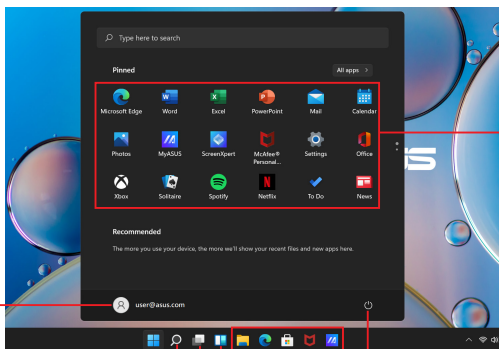 Type here to search
Pinned
All apps >
Microsoft Edge
Word
Excel
PowerPoint
Mail
Calendar
Photos
MyASUS
ScreenXpert
McAfee®
Personal...
Settings
Office
Xbox
Solitaire
Spotify
Netflix
To Do
News
Recommended
The more you use your device, the more we'll show your recent files and new apps here.
user@asus.com